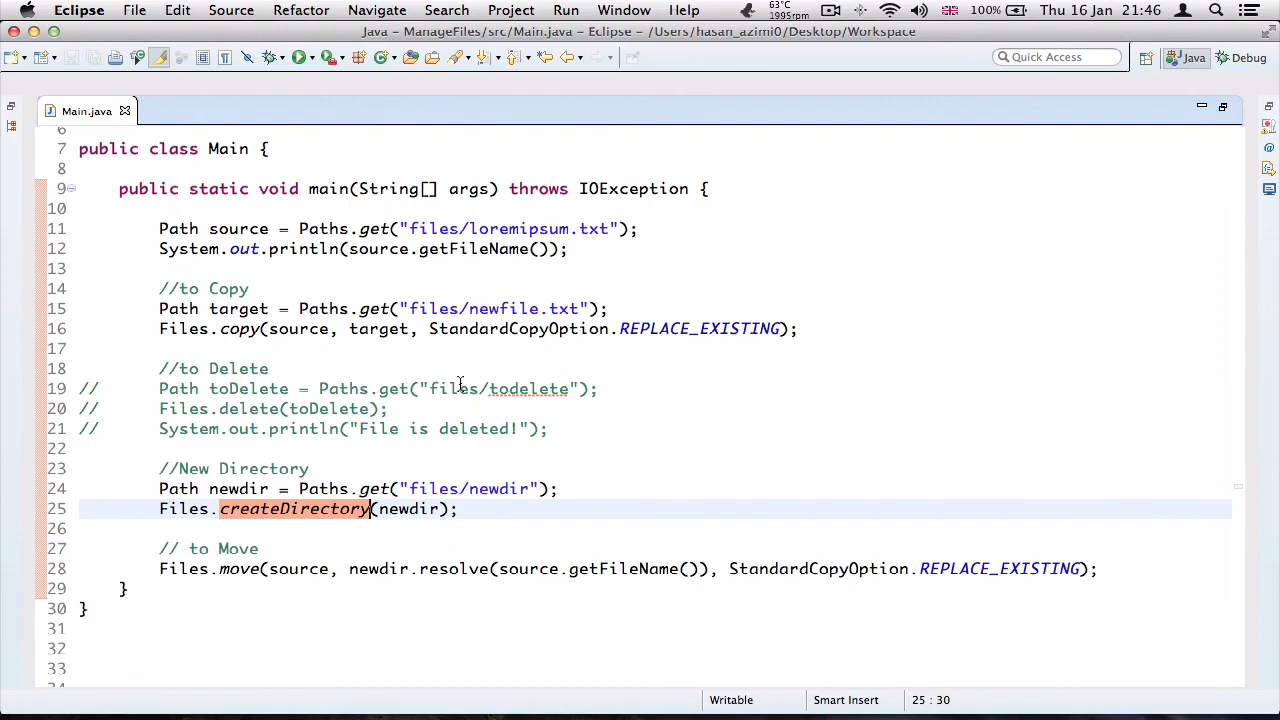 Eclipse File Edit Source Refactor Navigate Search Project Run Window Help 63°C 1995rpm 100% Thu 16 Jan 21:46
Java - ManageFiles/src/Main.java - Eclipse - /Users/hasan_azimi0/Desktop/Workspace
Quick Access Java Debug
Main.java
6
7 public class Main {
8
9 public static void main(String[] args) throws IOException {
10
11 Path source = Paths.get("files/loremipsum.txt");
12 System.out.println(source.getFileName());
13
14 //to Copy
15 Path target = Paths.get("files/newfile.txt");
16 Files.copy(source, target, StandardCopyOption.REPLACE_EXISTING);
17
18 //to Delete
19 // Path toDelete = Paths.get("files/todelete");
20 // Files.delete(toDelete);
21 // System.out.println("File is deleted!");
22
23 //New Directory
24 Path newdir = Paths.get("files/newdir");
25 Files.createDirectory(newdir);
26
27 // to Move
28 Files.move(source, newdir.resolve(source.getFileName()), StandardCopyOption.REPLACE_EXISTING);
29 }
30 }
31
32
33
34
Writable Smart Insert 25 : 30